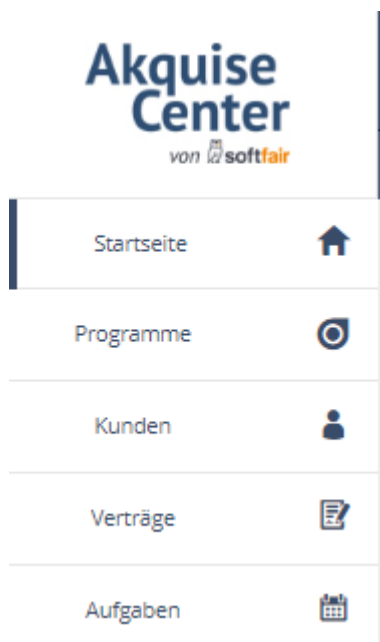 Akquise
Center
von softfair
Startseite
Programme
Kunden
Verträge
Aufgaben